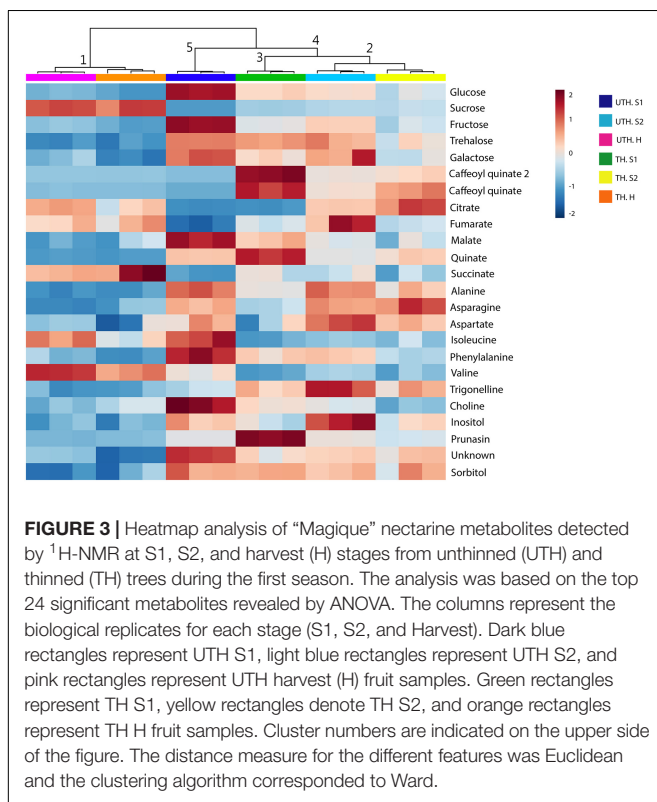 1
5
4
3
2
Glucose
Sucrose
Fructose
Trehalose
Galactose
Caffeoyl quinate 2
Caffeoyl quinate
Citrate
Fumarate
Malate
Quinate
Succinate
Alanine
Asparagine
Aspartate
Isoleucine
Phenylalanine
Valine
Trigonelline
Choline
Inositol
Prunasin
Unknown
Sorbitol
2
1
0
-1
-2
UTH. S1
UTH. S2
UTH. H
TH. S1
TH. S2
TH. H
FIGURE 3 | Heatmap analysis of “Magique” nectarine metabolites detected
by ¹H-NMR at S1, S2, and harvest (H) stages from unthinned (UTH) and
thinned (TH) trees during the first season. The analysis was based on the top
24 significant metabolites revealed by ANOVA. The columns represent the
biological replicates for each stage (S1, S2, and Harvest). Dark blue
rectangles represent UTH S1, light blue rectangles represent UTH S2, and
pink rectangles represent UTH harvest (H) fruit samples. Green rectangles
represent TH S1, yellow rectangles denote TH S2, and orange rectangles
represent TH H fruit samples. Cluster numbers are indicated on the upper side
of the figure. The distance measure for the different features was Euclidean
and the clustering algorithm corresponded to Ward.